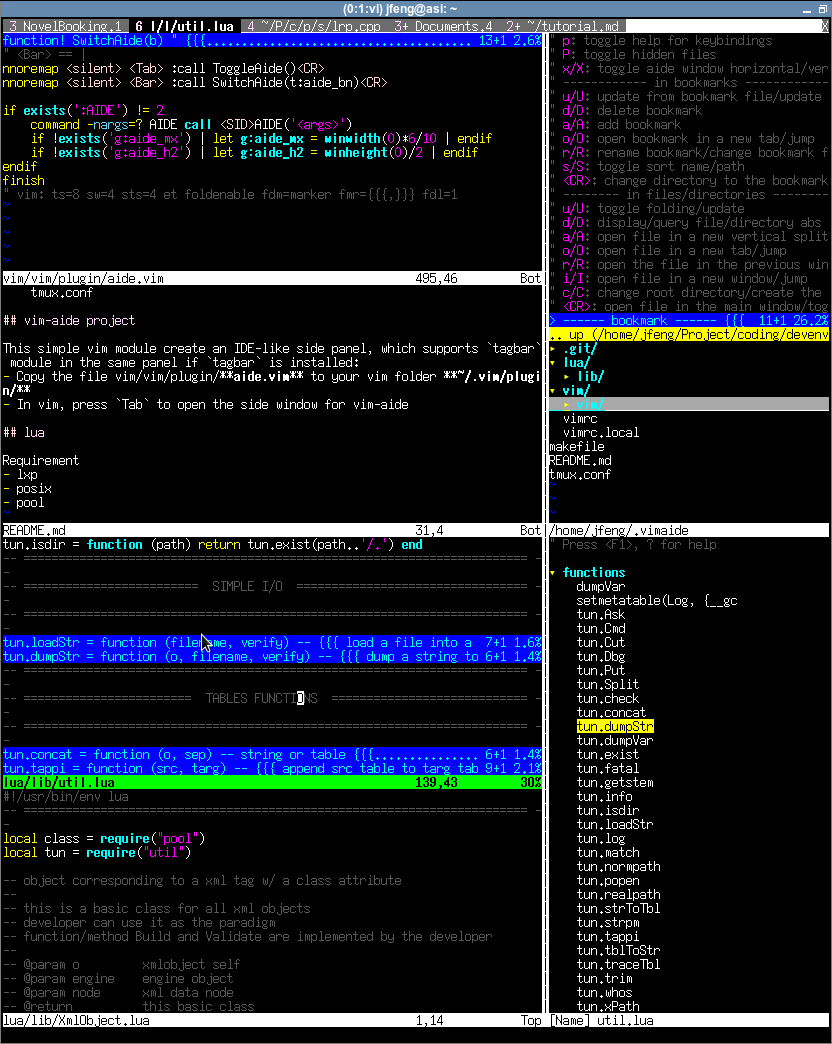 (0:1:vi) jfeng@asl: ~
3 NovelBooking.1  6 l/l/util.lua  4 ~/P/c/p/s/lrp.cpp  3+ Documents.4  2+ ~/tutorial.md X
function! SwitchAide(b) " {{{...................................... 13+1 2.6%
" <Bar> ==
nnoremap <silent> <Tab> :call ToggleAide()<CR>
nnoremap <silent> <Bar> :call SwitchAide(t:aide_bn)<CR>
if exists(':AIDE') != 2
    command -nargs=? AIDE call <SID>AIDE('<args>')
    if !exists('g:aide_mx') | let g:aide_mx = winwidth(0)*6/10 | endif
    if !exists('g:aide_h2') | let g:aide_h2 = winheight(0)/2 | endif
endif
finish
" vim: ts=8 sw=4 sts=4 et foldenable fdm=marker fmr={{{,}}} fdl=1
~
~
~
~
~
vim/vim/plugin/aide.vim 495,46 Bot
    tmux.conf
## vim-aide project
This simple vim module create an IDE-like side panel, which supports `tagbar`
 module in the same panel if `tagbar` is installed:
- Copy the file vim/vim/plugin/**aide.vim** to your vim folder **~/.vim/plugi
n/**
- In vim, press `Tab` to open the side window for vim-aide
## lua
Requirement
- lxp
- posix
- pool
README.md 31,4 Bot
tun.isdir = function (path) return tun.exist(path..'/.') end
-- ======================================================================== -
-
-- ========================= SIMPLE I/O  ================================== -
-
-- ======================================================================== -
-
tun.loadStr = function (filename, verify) -- {{{ load a file into a  7+1 1.6%
tun.dumpStr = function (o, filename, verify) -- {{{ dump a string to 6+1 1.4%
-- ======================================================================== -
-
-- ======================== TABLES FUNCTIONS ============================== -
-
-- ======================================================================== -
-
tun.concat = function (o, sep) -- string or table {{{............... 6+1 1.4%
tun.tappi = function (src, targ) -- {{{ append src table to targ tab 9+1 2.1%
lua/lib/util.lua 139,43 30%
#!/usr/bin/env lua
-- ======================================================================== -
-
local class = require("pool")
local tun = require("util")
-- object corresponding to a xml tag w/ a class attribute
--
-- this is a basic class for all xml objects
-- developer can use it as the paradigm
-- function/method Build and Validate are implemented by the developer
--
-- @param o        xmlobject self
-- @param engine   engine object
-- @param node     xml data node
-- @return         this basic class
lua/lib/XmlObject.lua 1,14 Top
" p: toggle help for keybindings
" P: toggle hidden files
" x/X: toggle aide window horizontal/ver
" ---------- in bookmarks ----------
" u/U: update from bookmark file/update
" d/D: delete bookmark
" a/A: add bookmark
" o/O: open bookmark in a new tab/jump
" r/R: rename bookmark/change bookmark f
" s/S: toggle sort name/path
" <CR>: change directory to the bookmark
" -------- in files/directories --------
" u/U: toggle folding/update
" d/D: display/query file/directory abs
" a/A: open file in a new vertical split
" o/O: open file in a new tab/jump
" r/R: open the file in the previous win
" i/I: open file in a new window/jump
" c/C: change root directory/create the
" <CR>: open file in the main window/tog
> ------ bookmark ------ {{{  11+1 26.2%
.. up (/home/jfeng/Project/coding/devenv
▸ .git/
▾ lua/
  ▸ lib/
▾ vim/
  ▸ vim/
  vimrc
  vimrc.local
makefile
README.md
tmux.conf
~
~
~
/home/jfeng/.vimaide
" Press <F1>, ? for help
▾ functions
    dumpVar
    setmetatable(Log, {__gc
    tun.Ask
    tun.Cmd
    tun.Cut
    tun.Dbg
    tun.Put
    tun.Split
    tun.check
    tun.concat
    tun.dumpStr
    tun.dumpVar
    tun.exist
    tun.fatal
    tun.getstem
    tun.info
    tun.isdir
    tun.loadStr
    tun.log
    tun.match
    tun.normpath
    tun.popen
    tun.realpath
    tun.strToTbl
    tun.strpm
    tun.tappi
    tun.tblToStr
    tun.traceTbl
    tun.trim
    tun.whos
    tun.xPath
[Name] util.lua